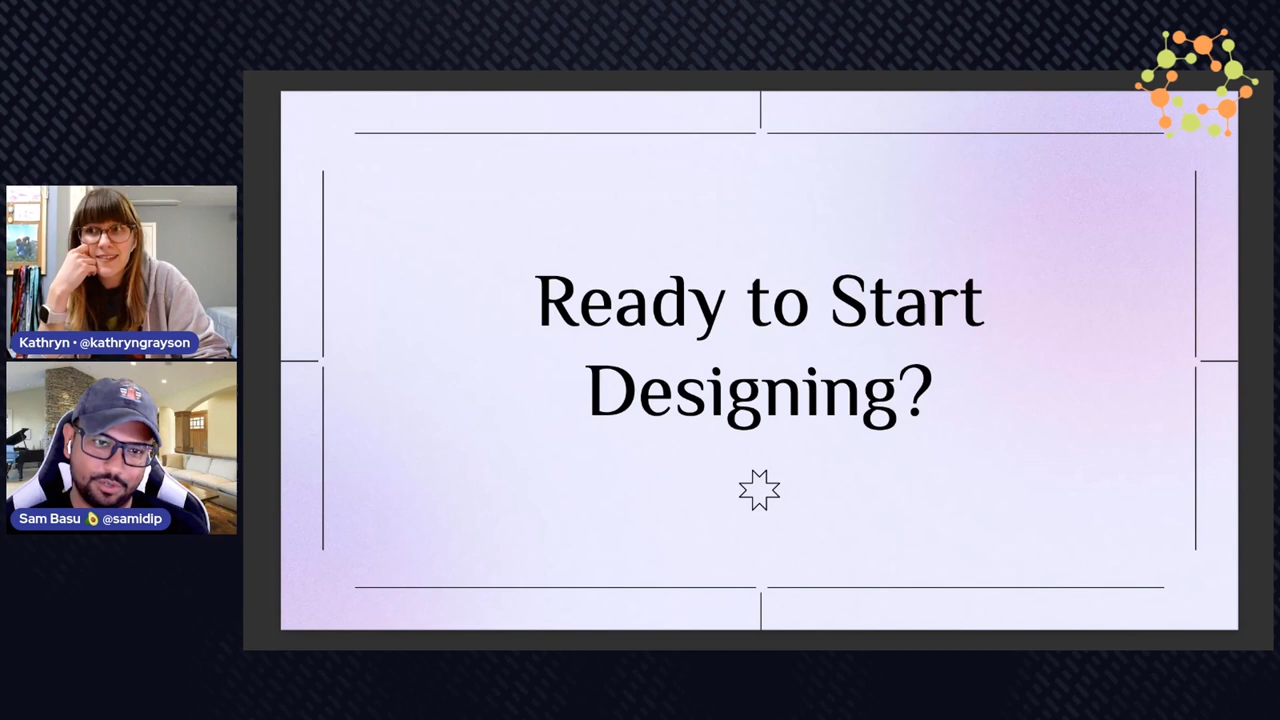 Ready to Start
Designing?
Kathryn • @kathryngrayson
Sam Basu 🥑 @samidip